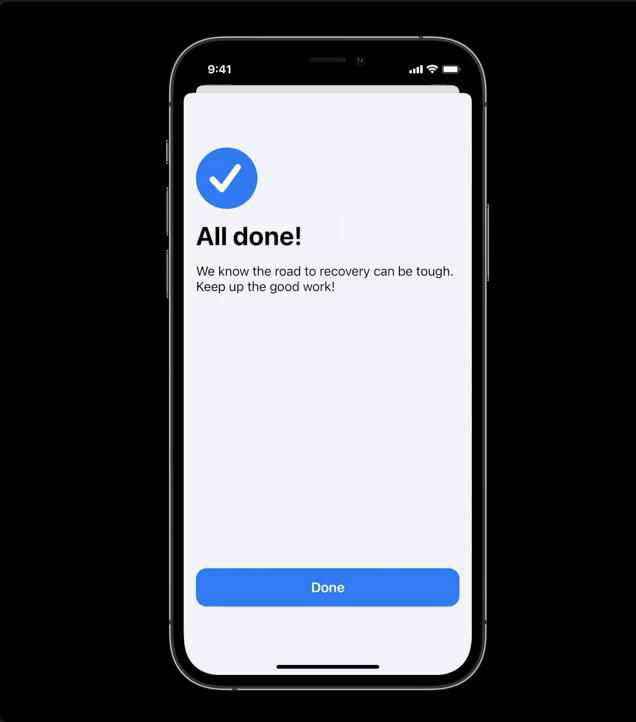 9:41
All done!
We know the road to recovery can be tough.
Keep up the good work!
Done